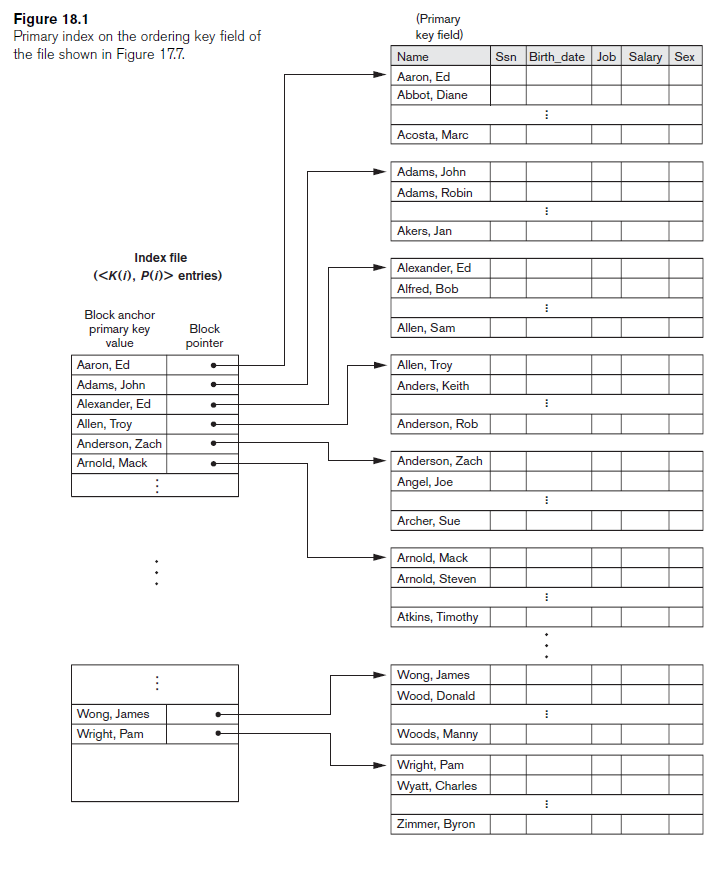 Figure 18.1
Primary index on the ordering key field of
the file shown in Figure 17.7.
(Primary
key field)
Name Ssn Birth_date Job Salary Sex
Aaron, Ed
Abbot, Diane
Acosta, Marc
Adams, John
Adams, Robin
Akers, Jan
Alexander, Ed
Alfred, Bob
Allen, Sam
Allen, Troy
Anders, Keith
Anderson, Rob
Anderson, Zach
Angel, Joe
Archer, Sue
Arnold, Mack
Arnold, Steven
Atkins, Timothy
Wong, James
Wood, Donald
Woods, Manny
Wright, Pam
Wyatt, Charles
Zimmer, Byron
Index file
(<K(i), P(i)> entries)
Block anchor
primary key
value
Block
pointer
Aaron, Ed
Adams, John
Alexander, Ed
Allen, Troy
Anderson, Zach
Arnold, Mack
Wong, James
Wright, Pam